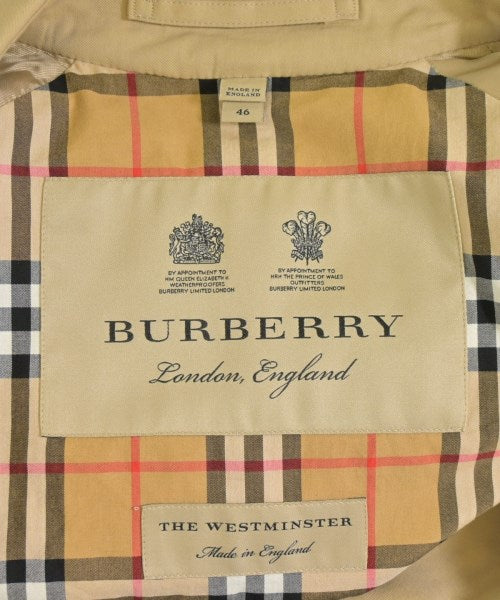 MADE IN
ENGLAND
46
BY APPOINTMENT TO
HM QUEEN ELIZABETH II
WEATHERPROOFERS
BURBERRY LIMITED LONDON
BY APPOINTMENT TO
HRH THE PRINCE OF WALES
OUTFITTERS
BURBERRY LIMITED LONDON
BURBERRY
London, England
THE WESTMINSTER
Made in England